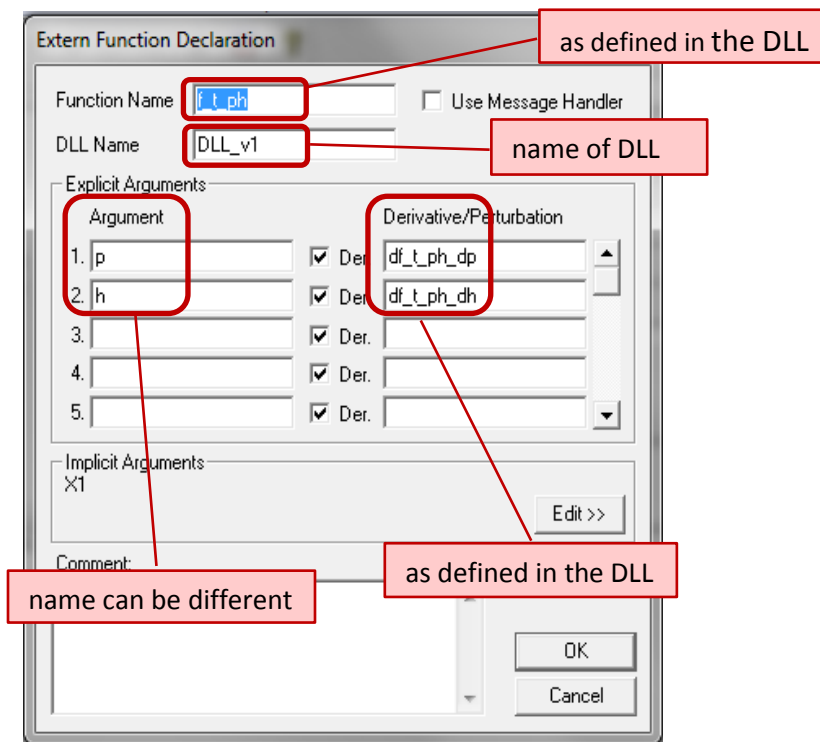 Extern Function Declaration
as defined in the DLL
Function Name f_t_ph Use Message Handler
DLL Name DLL_v1
name of DLL
Explicit Arguments
Argument Derivative/Perturbation
1. p Der df_t_ph_dp
2. h Der df_t_ph_dh
3. Der.
4. Der.
5. Der.
Implicit Arguments
X1
Edit >>
Comment:
as defined in the DLL
name can be different
OK
Cancel